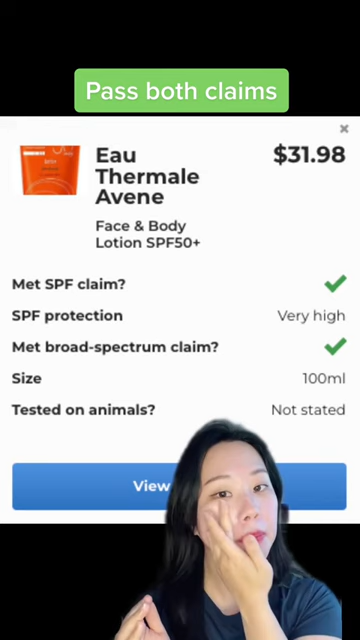 Pass both claims
Eau $31.98
Thermale
Avene
Face & Body
Lotion SPF50+
Met SPF claim?
SPF protection Very high
Met broad-spectrum claim?
Size 100ml
Tested on animals? Not stated
View